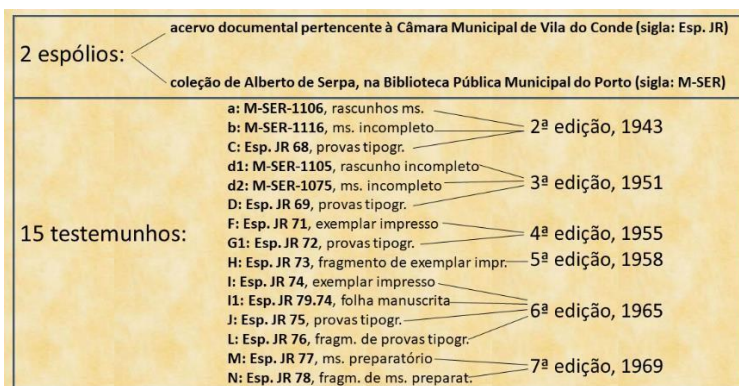 acervo documental pertencente à Câmara Municipal de Vila do Conde (sigla: Esp. JR)
2 espólios:
coleção de Alberto de Serpa, na Biblioteca Pública Municipal do Porto (sigla: M-SER)
15 testemunhos:
a: M-SER-1106, rascunhos ms.
b: M-SER-1116, ms. incompleto
C: Esp. JR 68, provas tipogr.
2ª edição, 1943
d1: M-SER-1105, rascunho incompleto
d2: M-SER-1075, ms. incompleto
D: Esp. JR 69, provas tipogr.
3ª edição, 1951
F: Esp. JR 71, exemplar impresso
G1: Esp. JR 72, provas tipogr.
4ª edição, 1955
H: Esp. JR 73, fragmento de exemplar impr.
5ª edição, 1958
I: Esp. JR 74, exemplar impresso
I1: Esp. JR 79.74, folha manuscrita
J: Esp. JR 75, provas tipogr.
L: Esp. JR 76, fragm. de provas tipogr.
6ª edição, 1965
M: Esp. JR 77, ms. preparatório
N: Esp. JR 78, fragm. de ms. preparat.
7ª edição, 1969